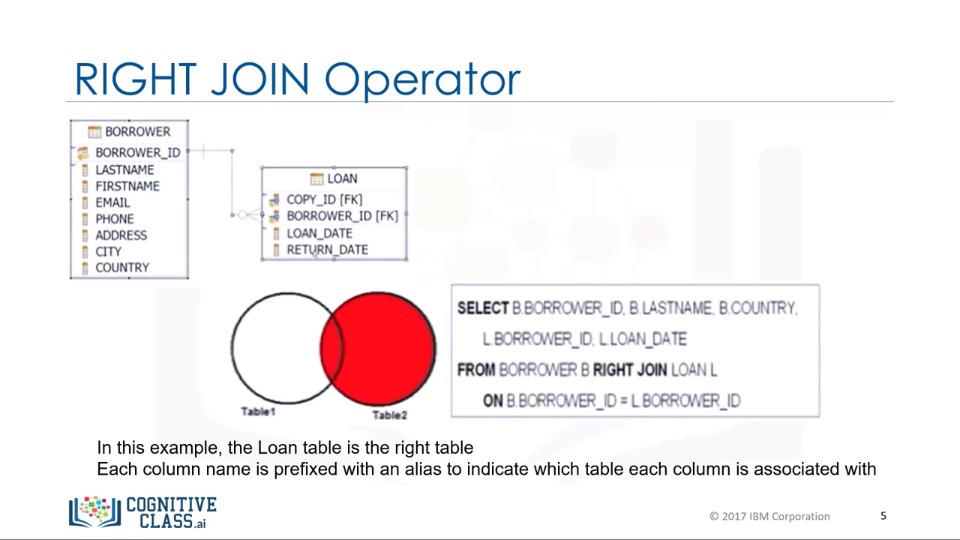 RIGHT JOIN Operator
BORROWER
BORROWER_ID
LASTNAME
FIRSTNAME
EMAIL
PHONE
ADDRESS
CITY
COUNTRY
LOAN
COPY_ID [FK]
BORROWER_ID [FK]
LOAN_DATE
RETURN_DATE
Table1
Table2
SELECT B.BORROWER_ID, B.LASTNAME, B.COUNTRY,
L.BORROWER_ID, L.LOAN_DATE
FROM BORROWER B RIGHT JOIN LOAN L
ON B.BORROWER_ID = L.BORROWER_ID
In this example, the Loan table is the right table
Each column name is prefixed with an alias to indicate which table each column is associated with
COGNITIVE
CLASS.ai
© 2017 IBM Corporation
5